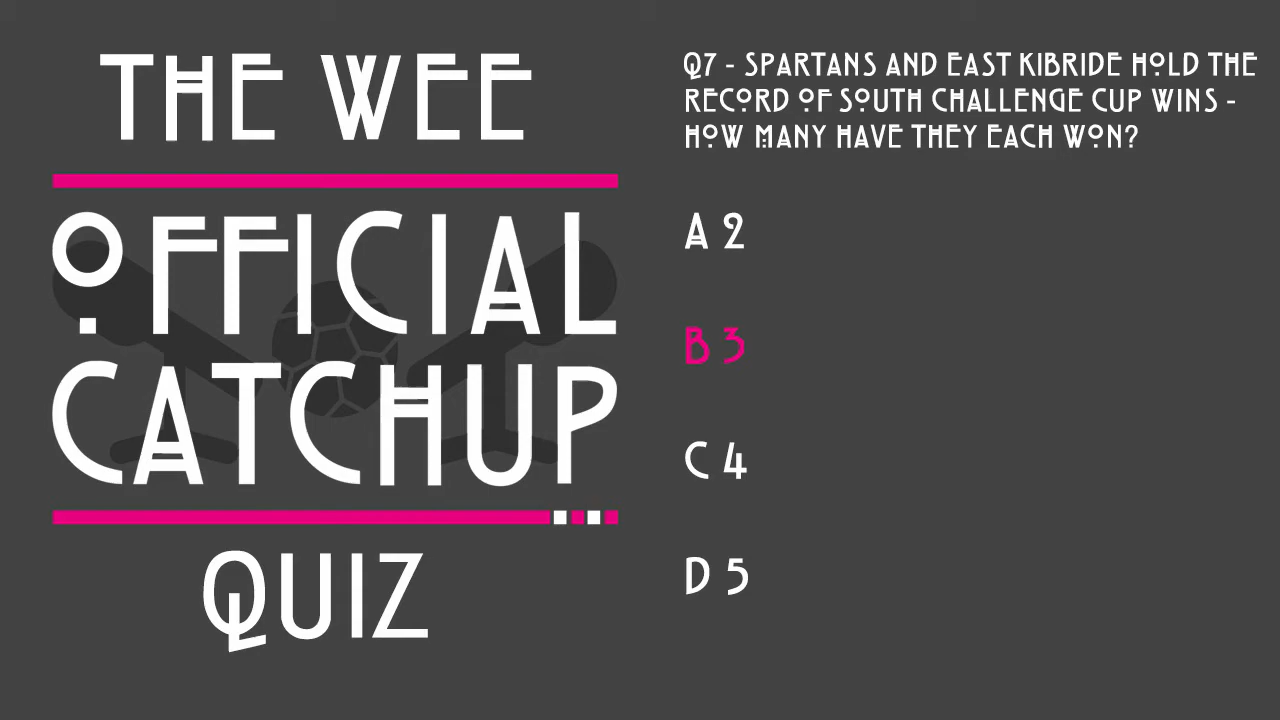 THE WEE
OFFICIAL
CATCHUP
QUIZ
Q7 - SPARTANS AND EAST KIBRIDE HOLD THE
RECORD OF SOUTH CHALLENGE CUP WINS -
HOW MANY HAVE THEY EACH WON?
A 2
B 3
C 4
D 5